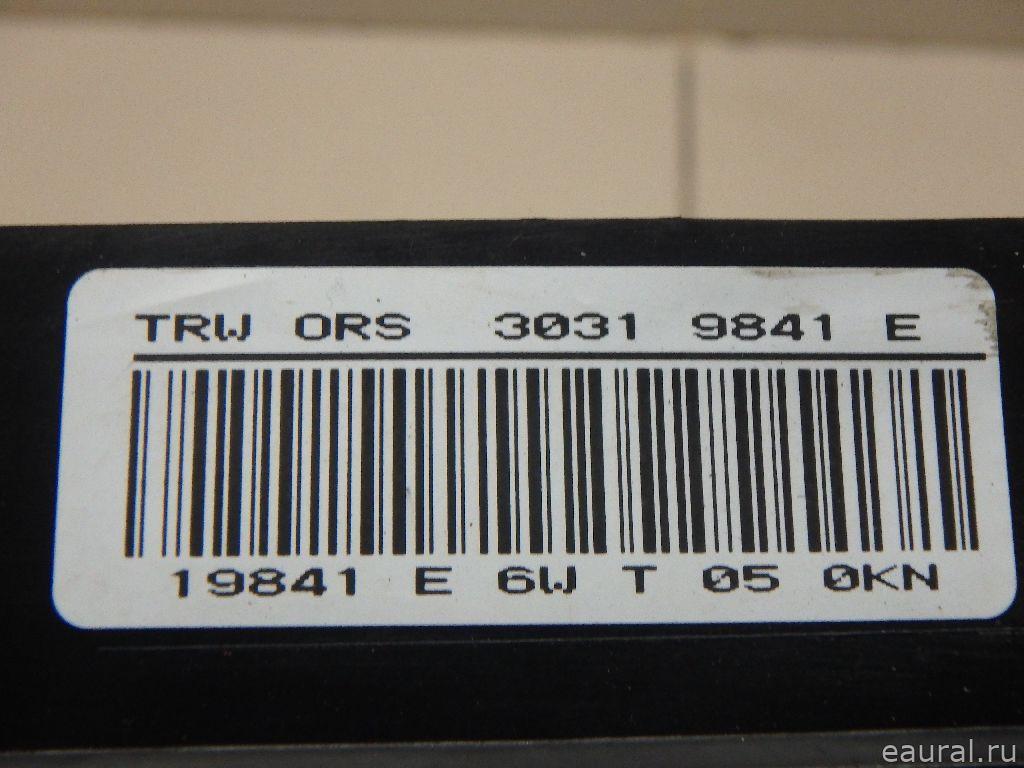 TRW ORS 3031 9841 E
19841 E 6W T 05 0KN
eaural.ru